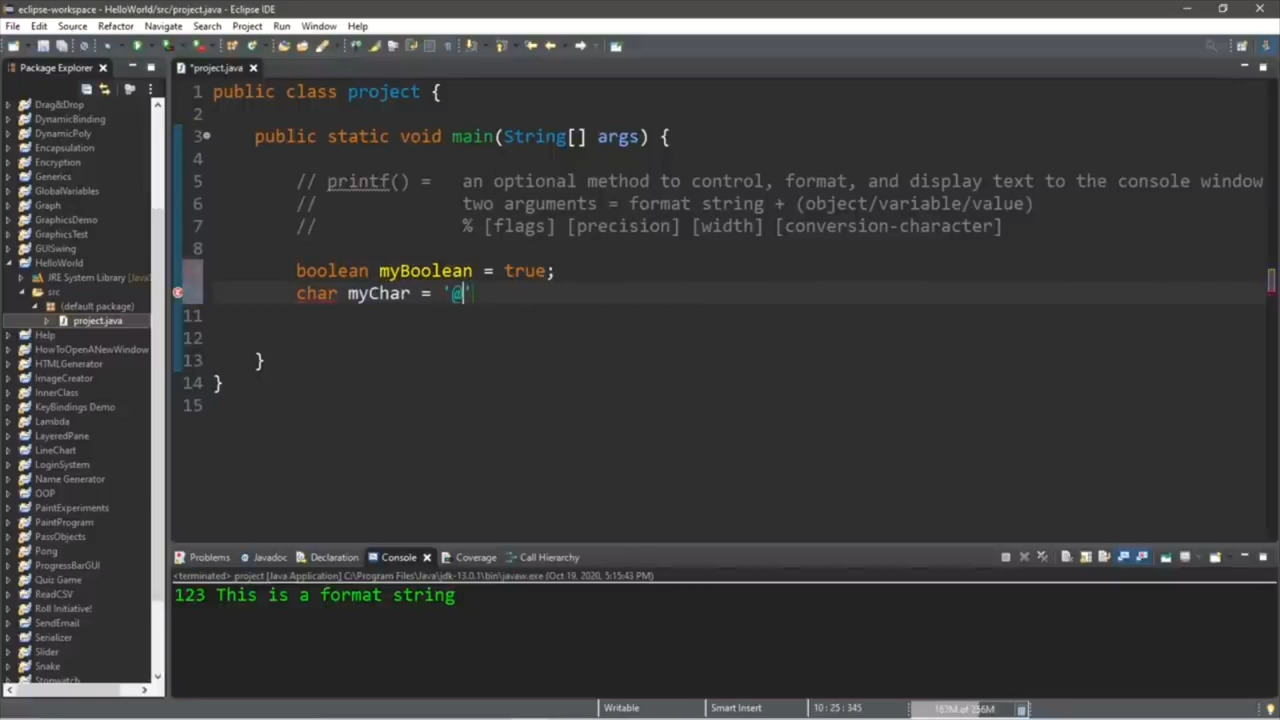 eclipse-workspace - HelloWorld/src/project.java - Eclipse IDE
File Edit Source Refactor Navigate Search Project Run Window Help
Package Explorer
*project.java
Drag&Drop
DynamicBinding
DynamicPoly
Encapsulation
Encryption
Generics
GlobalVariables
Graph
GraphicsDemo
GraphicsTest
GUISwing
HelloWorld
JRE System Library [
src
(default package)
project.java
Help
HowToOpenANewWindow
HTMLGenerator
ImageCreator
InnerClass
KeyBindings Demo
Lambda
LayeredPane
LineChart
LoginSystem
Name Generator
OOP
PaintExperiments
PaintProgram
PassObjects
Pong
ProgressBarGUI
Quiz Game
ReadCSV
Roll Initiative!
SendEmail
Serializer
Slider
Snake
Stopwatch
1 public class project {
2
3 public static void main(String[] args) {
4
5 // printf() = an optional method to control, format, and display text to the console window
6 // two arguments = format string + (object/variable/value)
7 // % [flags] [precision] [width] [conversion-character]
8
boolean myBoolean = true;
char myChar = '@'
11
12
13 }
14 }
15
Problems Javadoc Declaration Console Coverage Call Hierarchy
<terminated> project [Java Application] C:\Program Files\Java\jdk-13.0.1\bin\javaw.exe (Oct 19, 2020, 5:15:43 PM)
123 This is a format string
Writable Smart Insert 10 : 25 : 345 of 256M